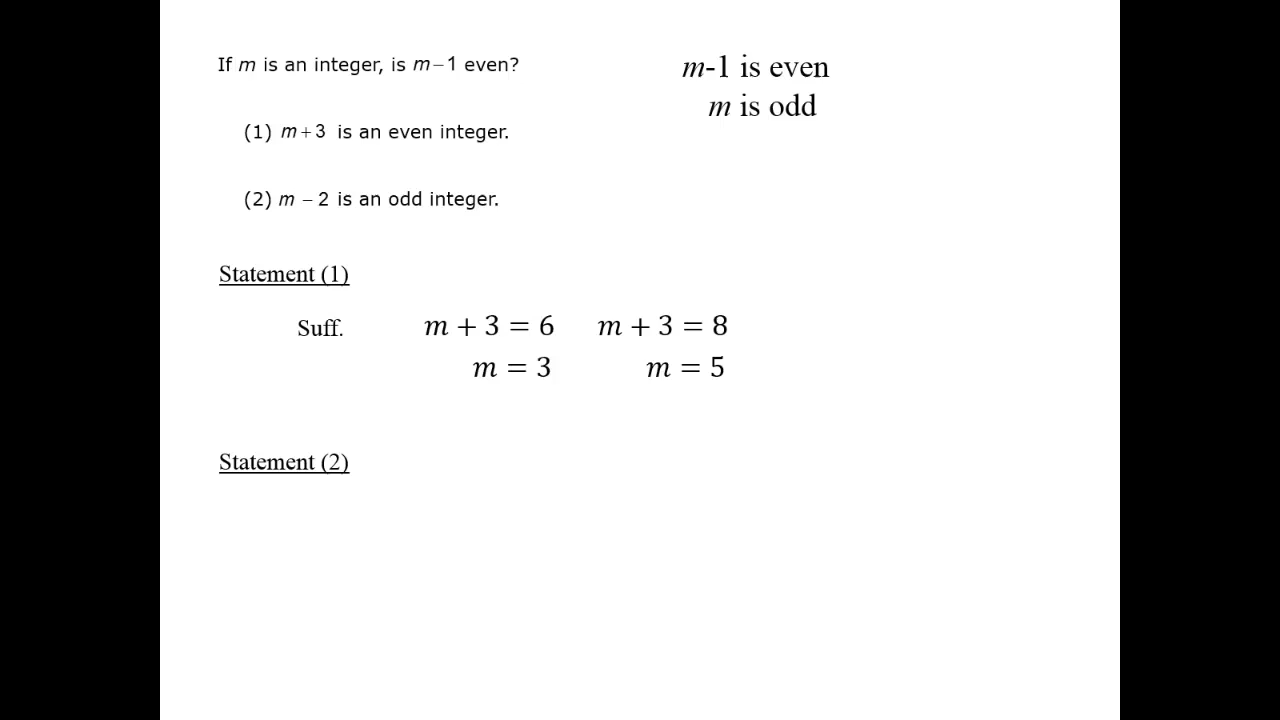 If m is an integer, is m – 1 even?
m-1 is even
m is odd
(1) m + 3 is an even integer.
(2) m – 2 is an odd integer.
Statement (1)
Suff. m + 3 = 6 m + 3 = 8
m = 3 m = 5
Statement (2)